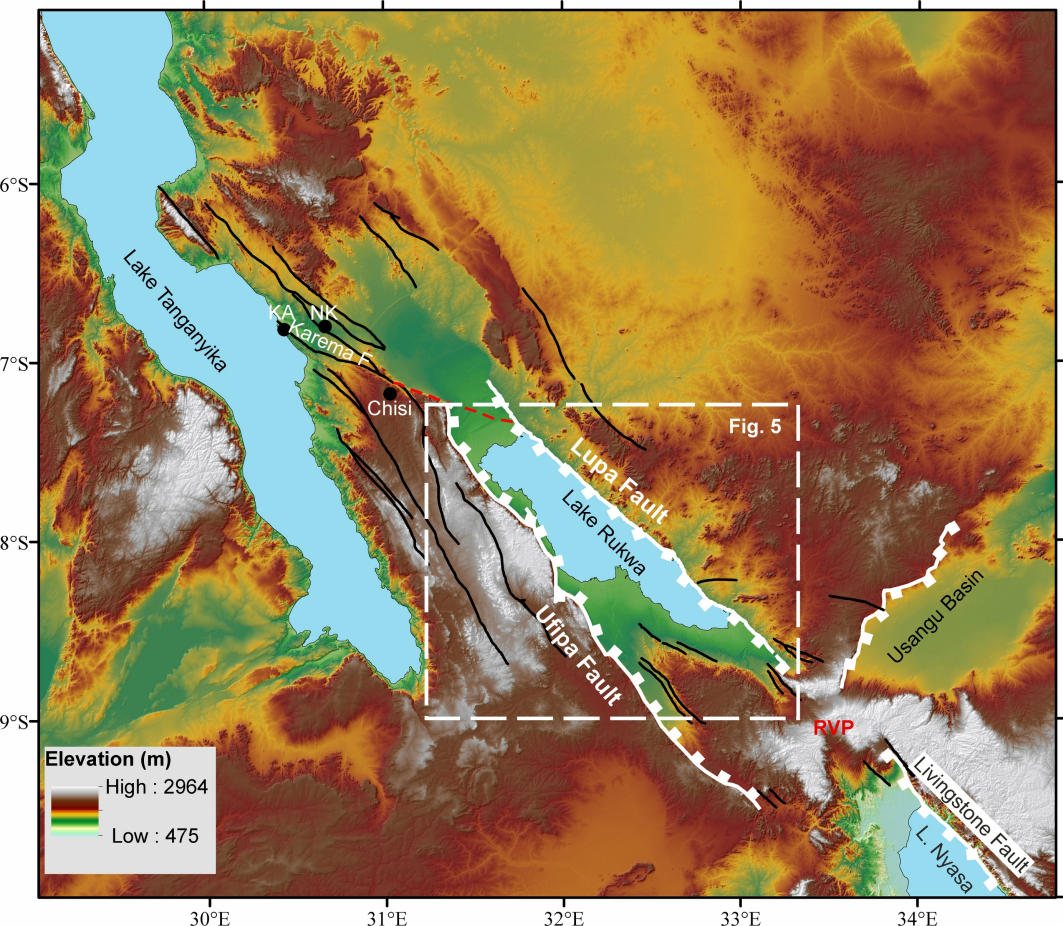 6°S
7°S
8°S
9°S
Lake Tanganyika
KA
NK
Karema F
Chisi
Fig. 5
Lupa Fault
Lake Rukwa
Ufipa Fault
Usangu Basin
RVP
Livingstone Fault
L. Nyasa
Elevation (m)
High : 2964
Low : 475
30°E
31°E
32°E
33°E
34°E